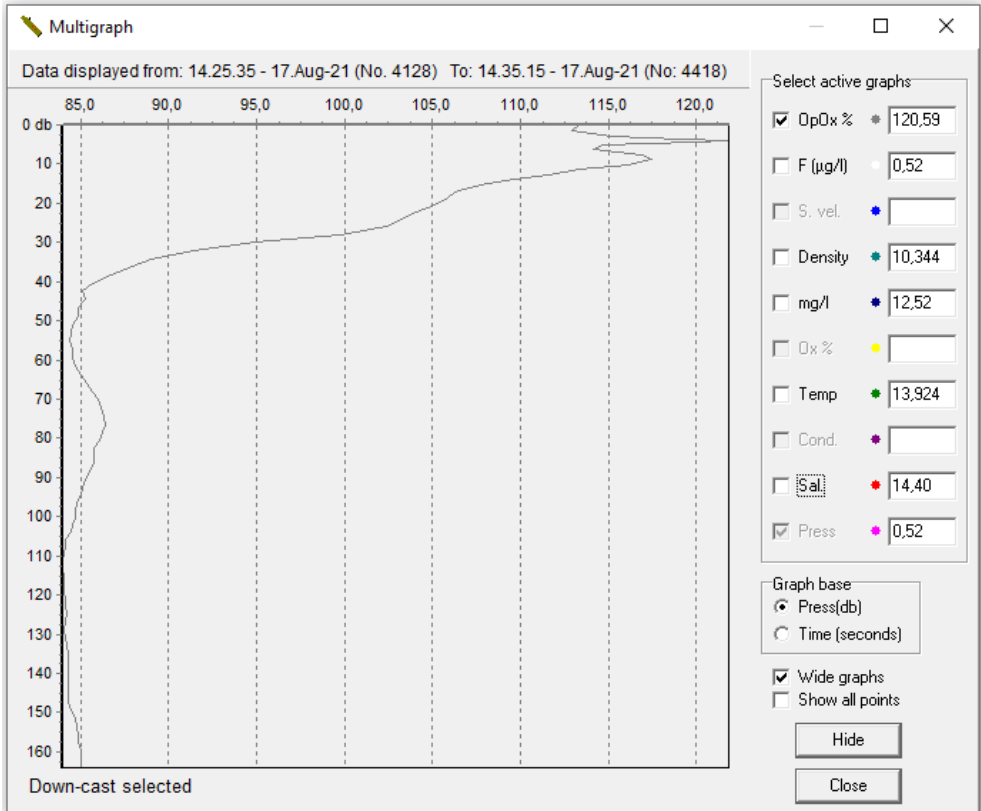 Multigraph
Data displayed from: 14.25.35 - 17.Aug-21 (No. 4128) To: 14.35.15 - 17.Aug-21 (No: 4418)
85,0 90,0 95,0 100,0 105,0 110,0 115,0 120,0
0 db
10
20
30
40
50
60
70
80
90
100
110
120
130
140
150
160
Down-cast selected
Select active graphs
OpOx % 120,59
F (µg/l) 0,52
S. vel.
Density 10,344
mg/l 12,52
Ox %
Temp 13,924
Cond.
Sal. 14,40
Press 0,52
Graph base
Press(db)
Time (seconds)
Wide graphs
Show all points
Hide
Close